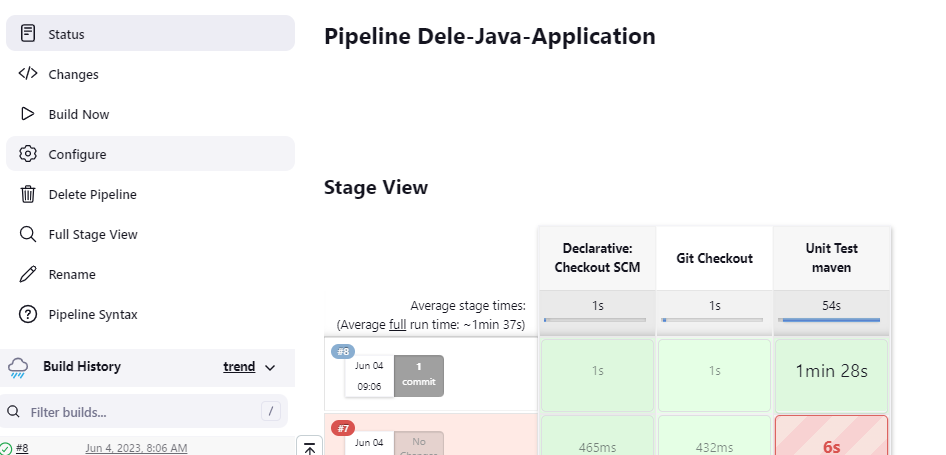 Status
Changes
Build Now
Configure
Delete Pipeline
Full Stage View
Rename
Pipeline Syntax
Build History
trend
Filter builds...
/
#8
Jun 4, 2023, 8:06 AM
Pipeline Dele-Java-Application
Stage View
Declarative:
Checkout SCM
Git Checkout
Unit Test
maven
Average stage times:
(Average full run time: ~1min 37s)
1s
1s
54s
#8
Jun 04
09:06
1
commit
1s
1s
1min 28s
#7
Jun 04
No
Changes
465ms
432ms
6s